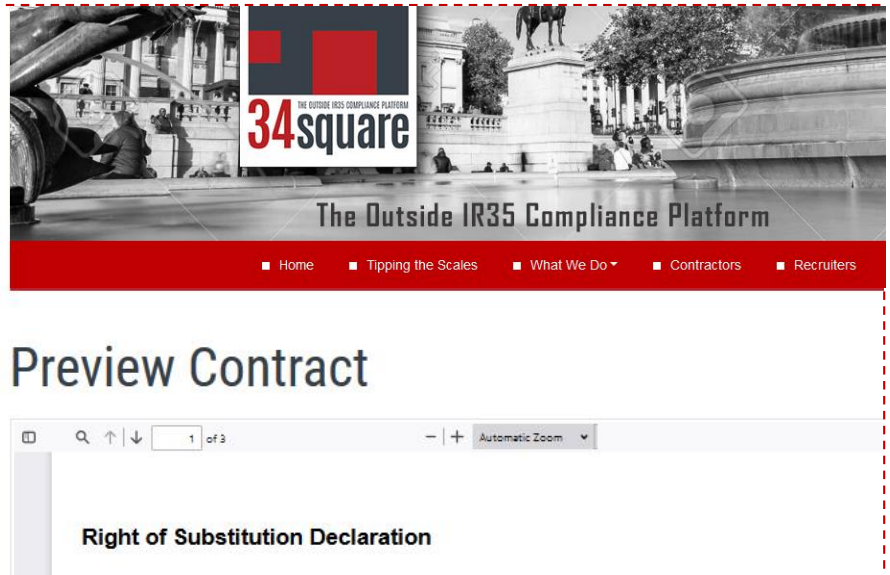 THE OUTSIDE IR35 COMPLIANCE PLATFORM
34square
The Outside IR35 Compliance Platform
Home Tipping the Scales What We Do Contractors Recruiters
Preview Contract
1 of 3 Automatic Zoom
Right of Substitution Declaration